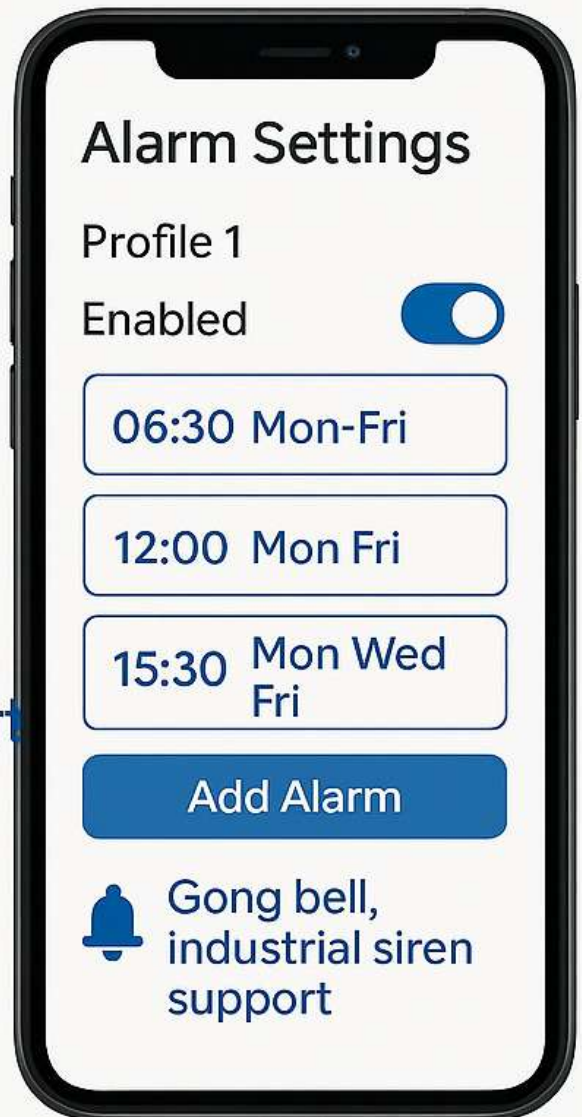 Alarm Settings
Profile 1
Enabled
06:30 Mon-Fri
12:00 Mon Fri
15:30 Mon Wed
Fri
Add Alarm
Gong bell,
industrial siren
support